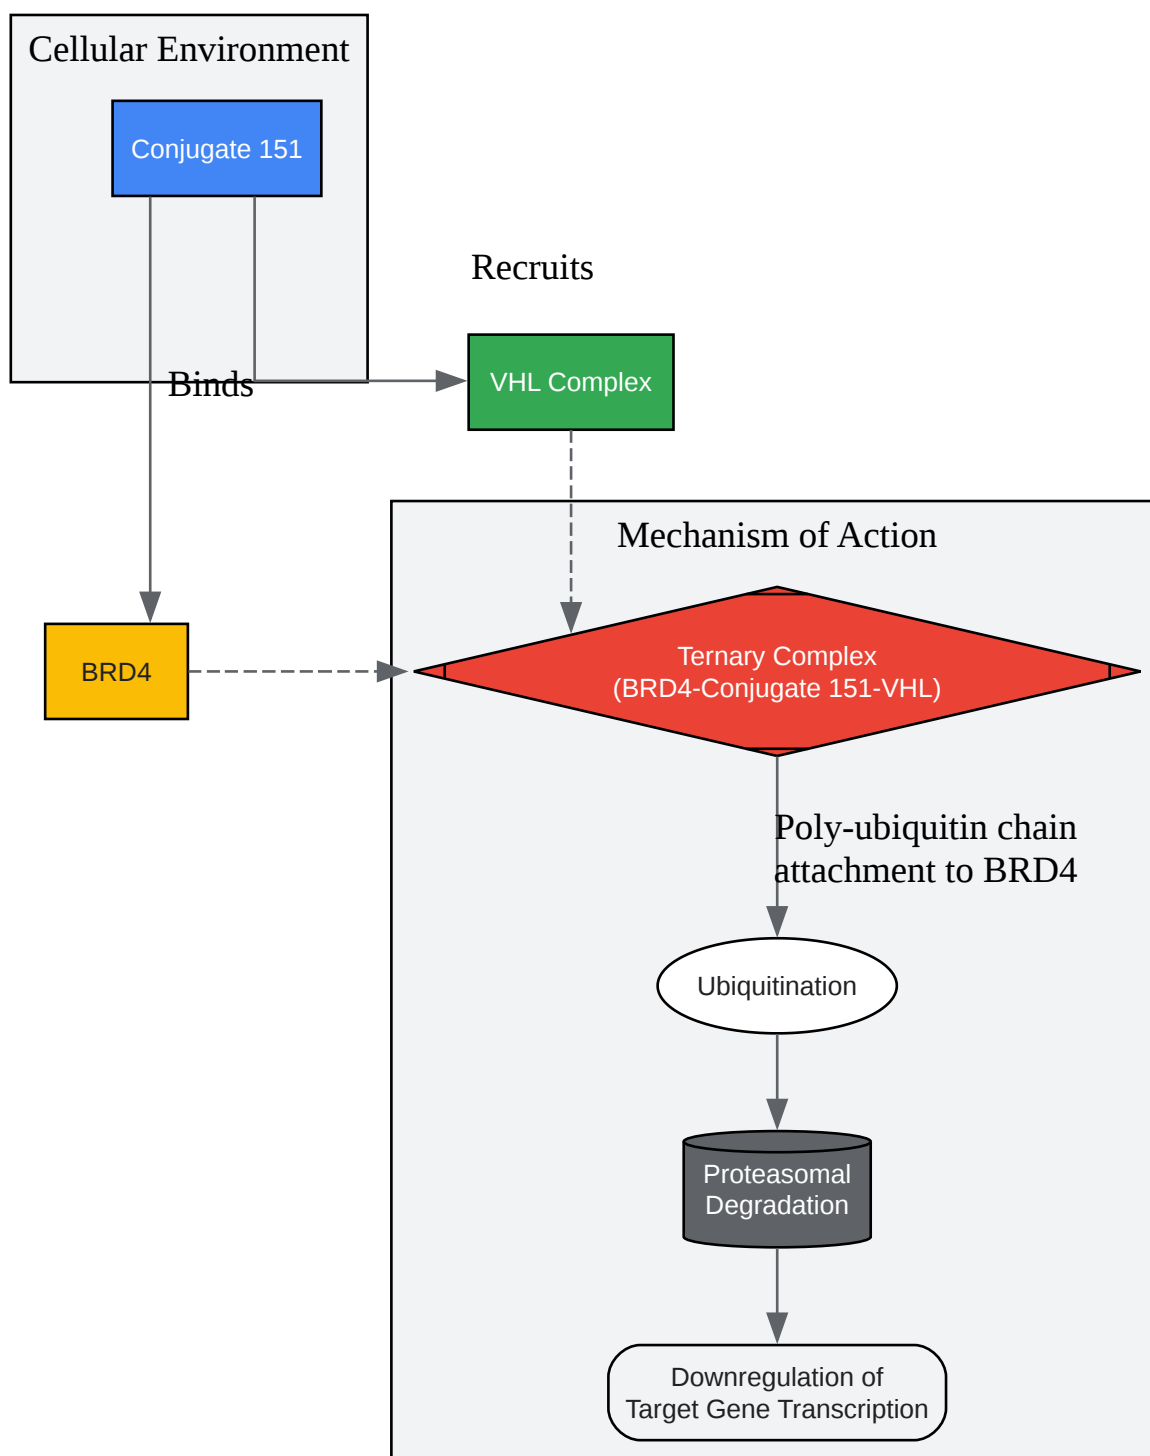 Cellular Environment
Conjugate 151
Recruits
Binds
VHL Complex
Mechanism of Action
BRD4
Ternary Complex
(BRD4-Conjugate 151-VHL)
Poly-ubiquitin chain
attachment to BRD4
Ubiquitination
Proteasomal
Degradation
Downregulation of
Target Gene Transcription